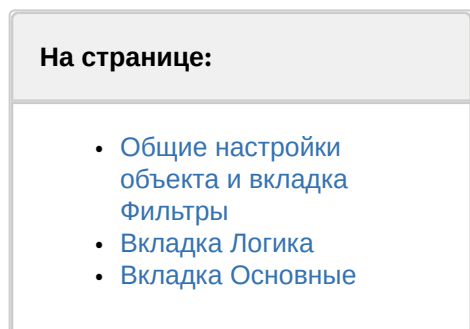 На странице:
• Общие настройки
объекта и вкладка
Фильтры
• Вкладка Логика
• Вкладка Основные